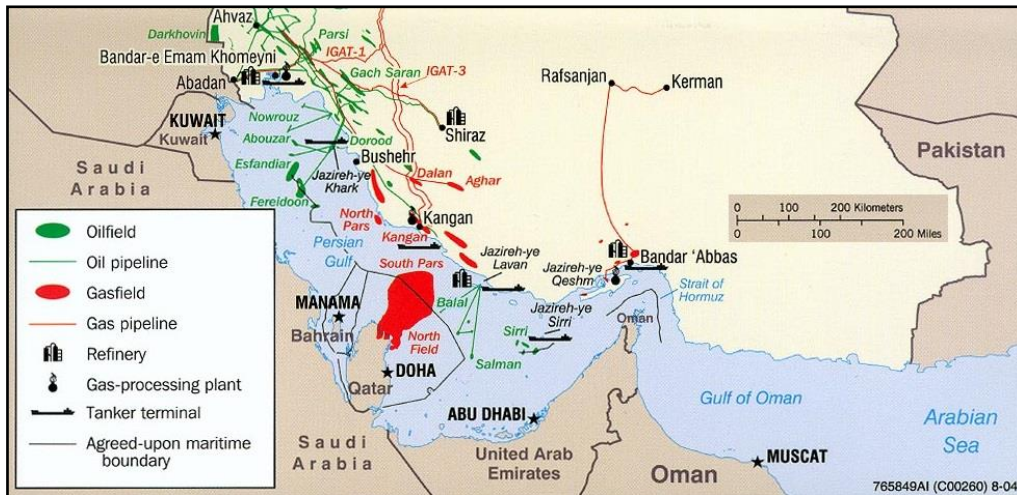 Ahvaz
Darkhovin
Parsi
IGAT-1
Bandar-e Emam Khomeyni
Gach Saran
IGAT-3
Abadan
Rafsanjan
Kerman
KUWAIT
Kuwait
Nowrouz
Shiraz
Abouzar
Dorood
Pakistan
Esfandiar
Bushehr
Saudi
Arabia
Jazireh-ye
Khark
Dalan
Aghar
Fereidoon
0 100 200 Kilometers
0 100 200 Miles
North
Pars
Kangan
Kangan
Persian
Gulf
Jazireh-ye
Lavan
Jazireh-ye
Qeshm
Bandar 'Abbas
South Pars
Strait of
Hormuz
MANAMA
Bahrain
Balal
Jazireh-ye
Sirri
Oman
Sirri
North
Field
Salman
DOHA
Qatar
Gulf of Oman
Arabian
Sea
ABU DHABI
Saudi
Arabia
United Arab
Emirates
Oman
MUSCAT
765849AI (C00260) 8-04
Oilfield
Oil pipeline
Gasfield
Gas pipeline
Refinery
Gas-processing plant
Tanker terminal
Agreed-upon maritime
boundary